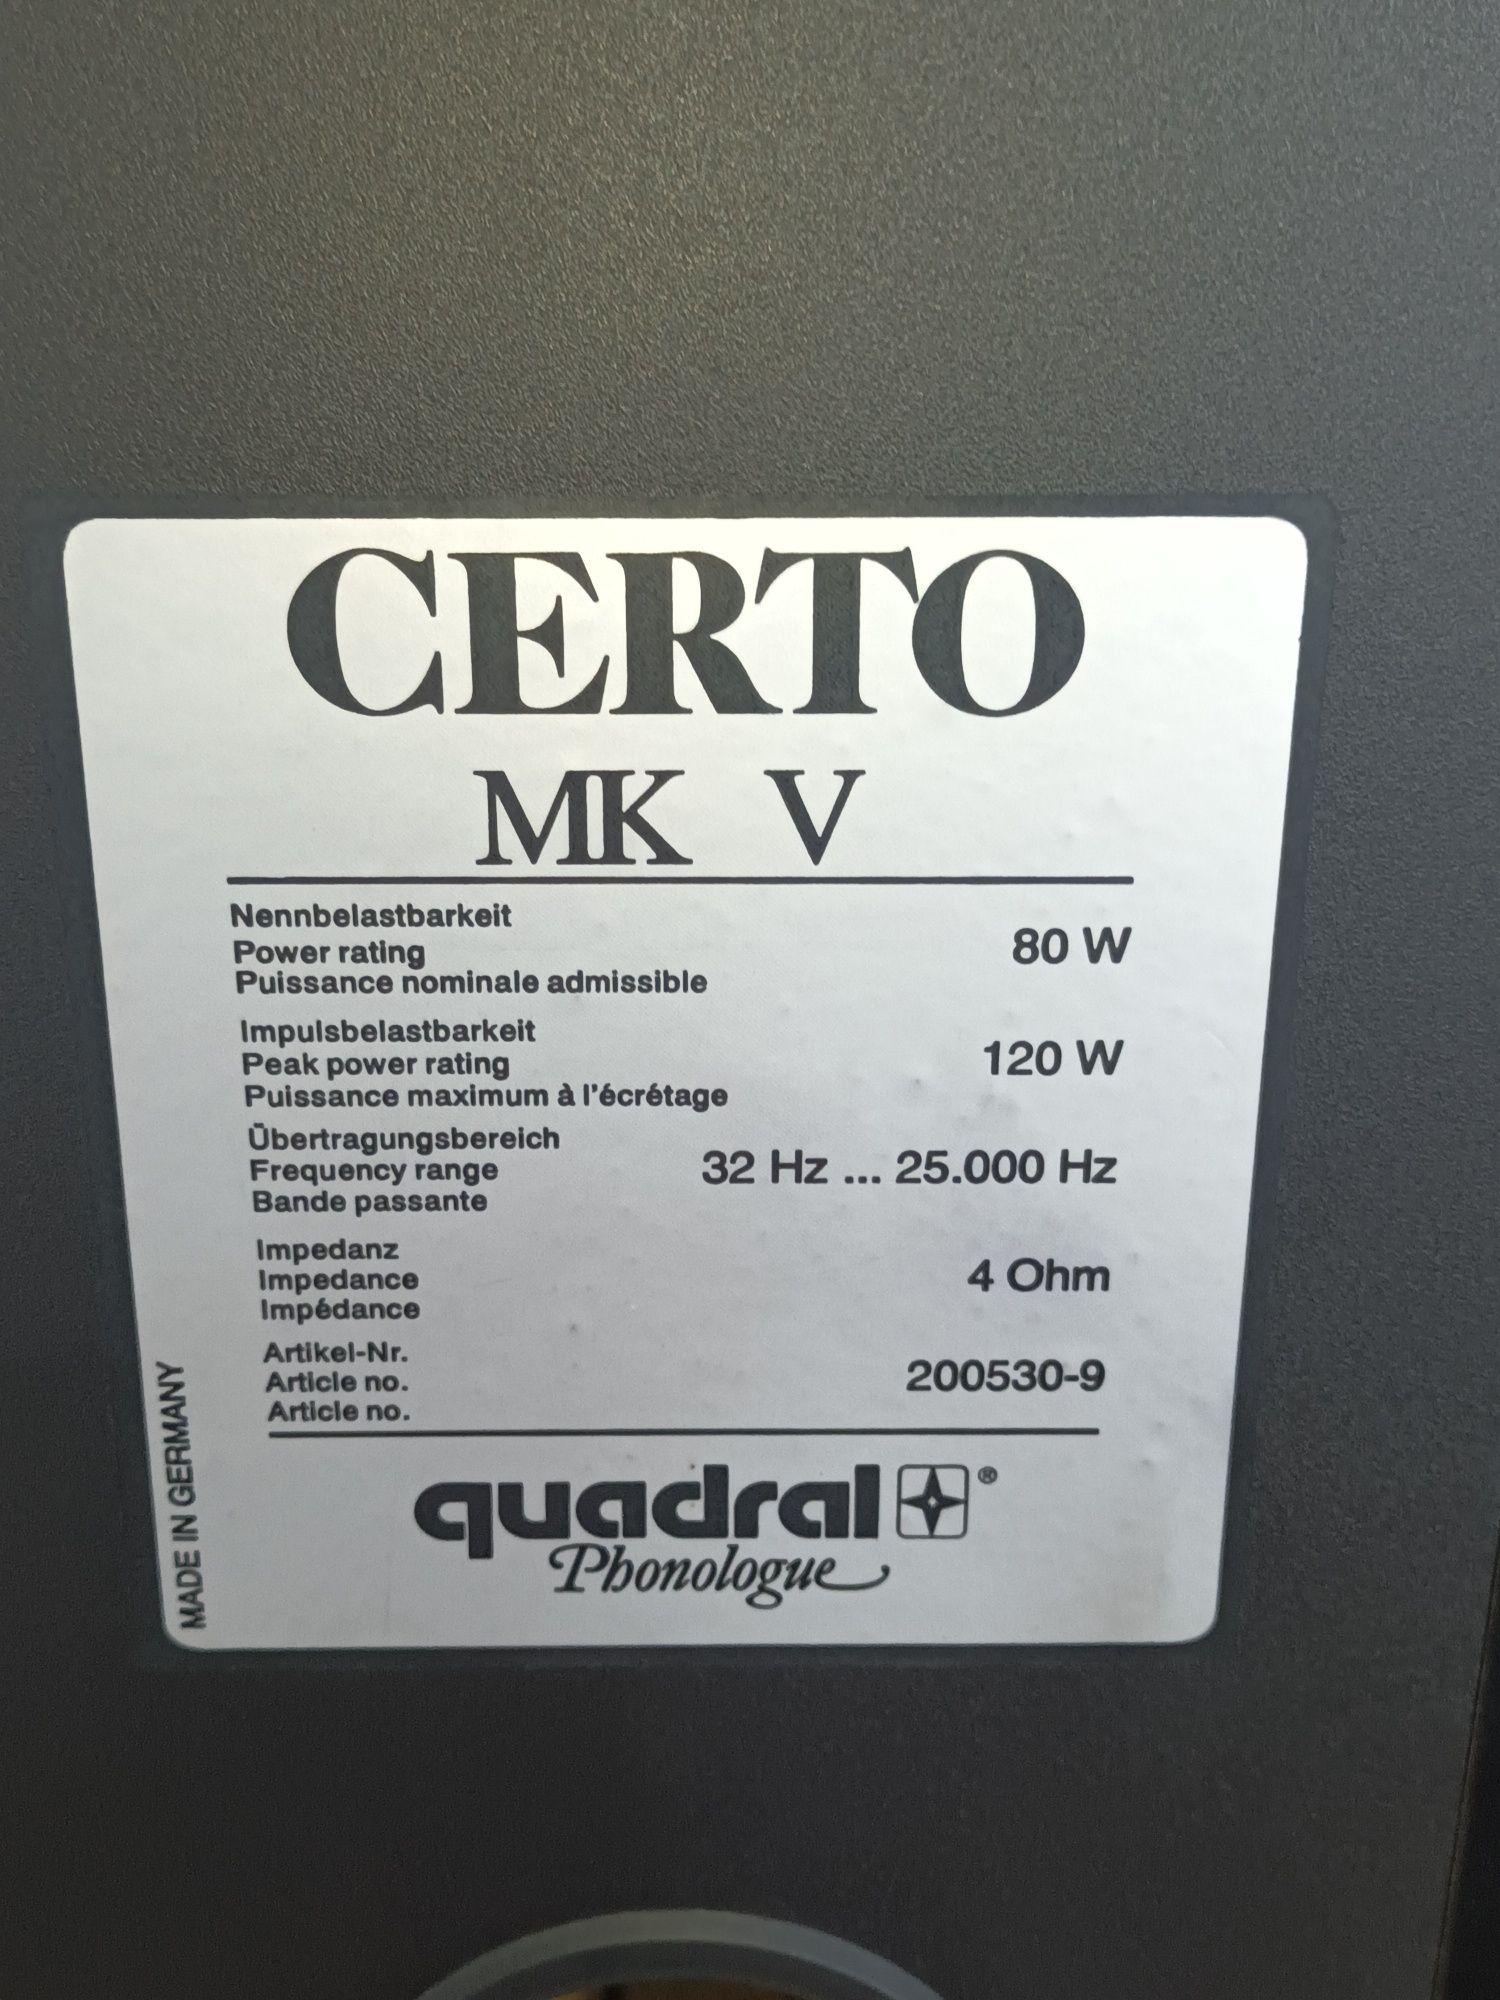 CERTO
MK V
Nennbelastbarkeit
Power rating
Puissance nominale admissible
80 W
Impulsbelastbarkeit
Peak power rating
Puissance maximum à l'écrétage
120 W
Übertragungsbereich
Frequency range
Bande passante
32 Hz ... 25.000 Hz
Impedanz
Impedance
Impédance
4 Ohm
Artikel-Nr.
Article no.
Article no.
200530-9
MADE IN GERMANY
quadral ®
Phonologue